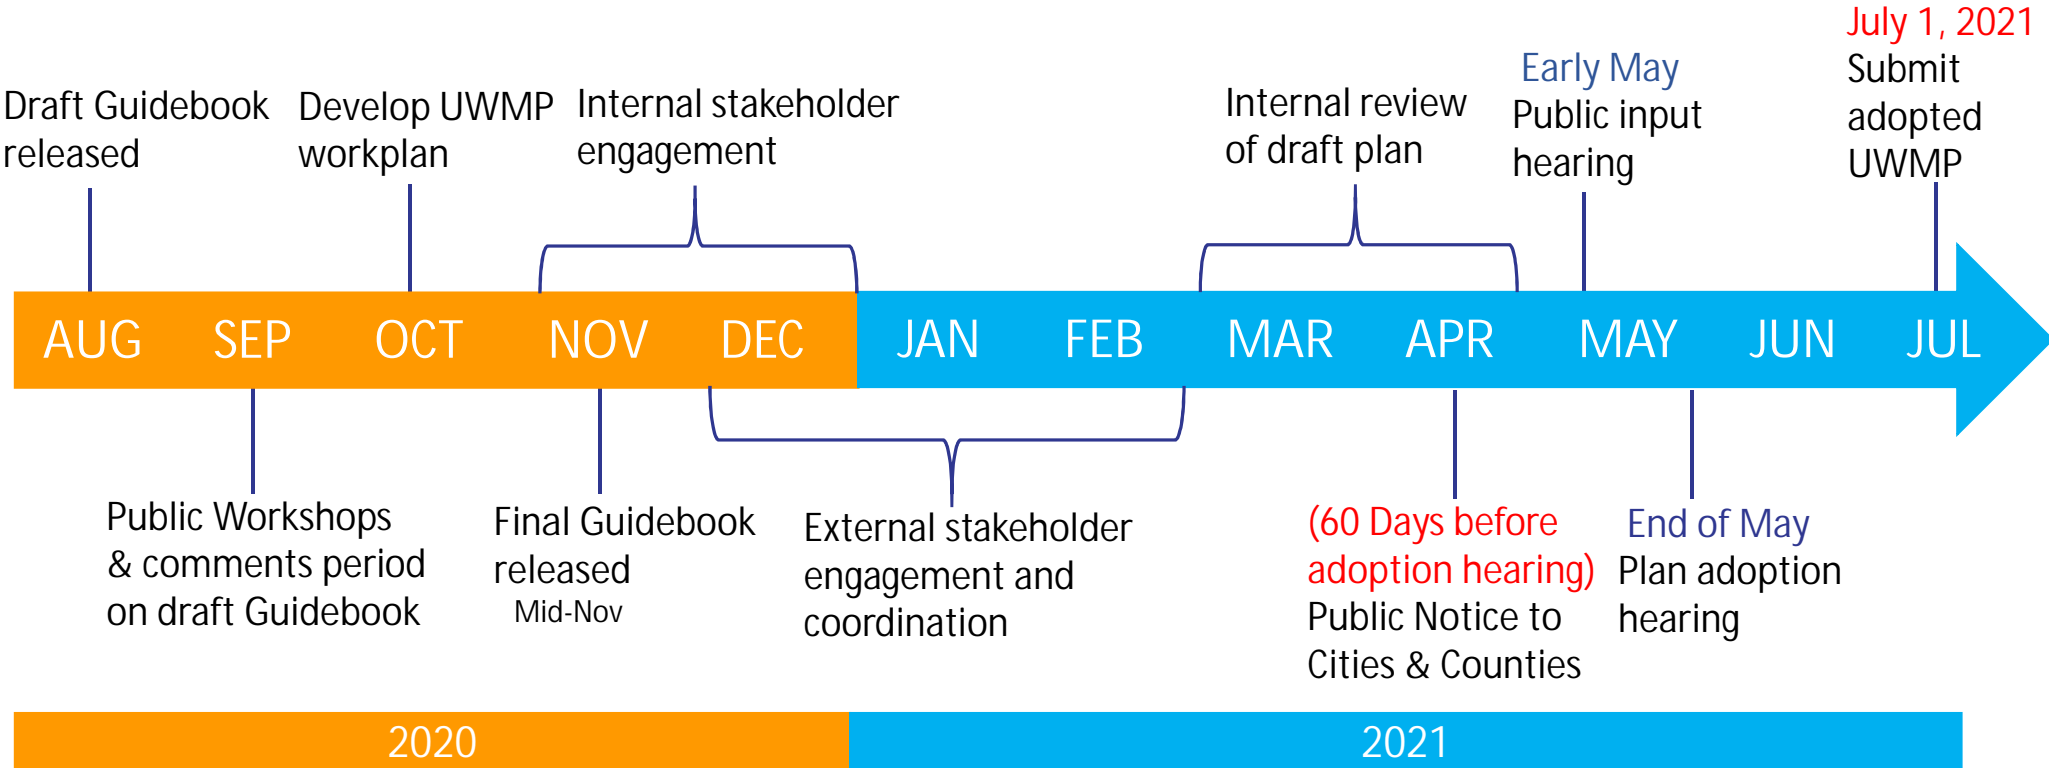 Draft Guidebook
released
Develop UWMP
workplan
Internal stakeholder
engagement
Internal review
of draft plan
Early May
Public input
hearing
July 1, 2021
Submit
adopted
UWMP
AUG SEP OCT NOV DEC JAN FEB MAR APR MAY JUN JUL
Public Workshops
& comments period
on draft Guidebook
Final Guidebook
released
Mid-Nov
External stakeholder
engagement and
coordination
(60 Days before
adoption hearing)
Public Notice to
Cities & Counties
End of May
Plan adoption
hearing
2020 2021